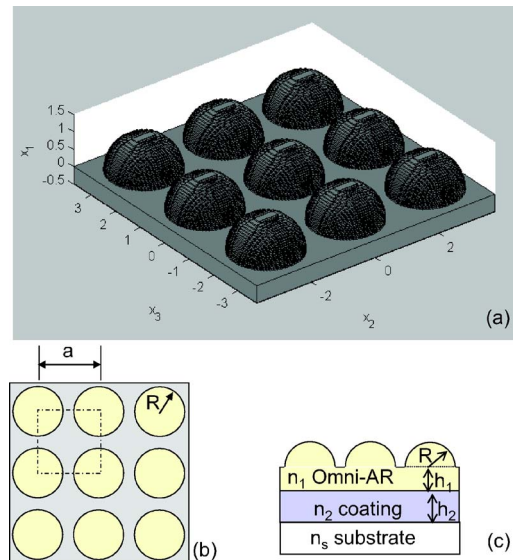 1.5
1
0.5
0
-0.5
x1
3
2
1
0
-1
-2
-3
x3
-2
0
2
x2
(a)
a
R
(b)
R
n1 Omni-AR
h1
n2 coating
h2
ns substrate
(c)